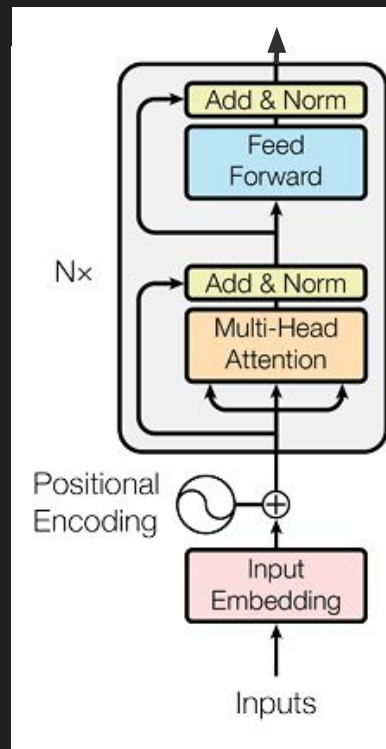 Add & Norm
Feed
Forward
Nx
Add & Norm
Multi-Head
Attention
Positional
Encoding
Input
Embedding
Inputs